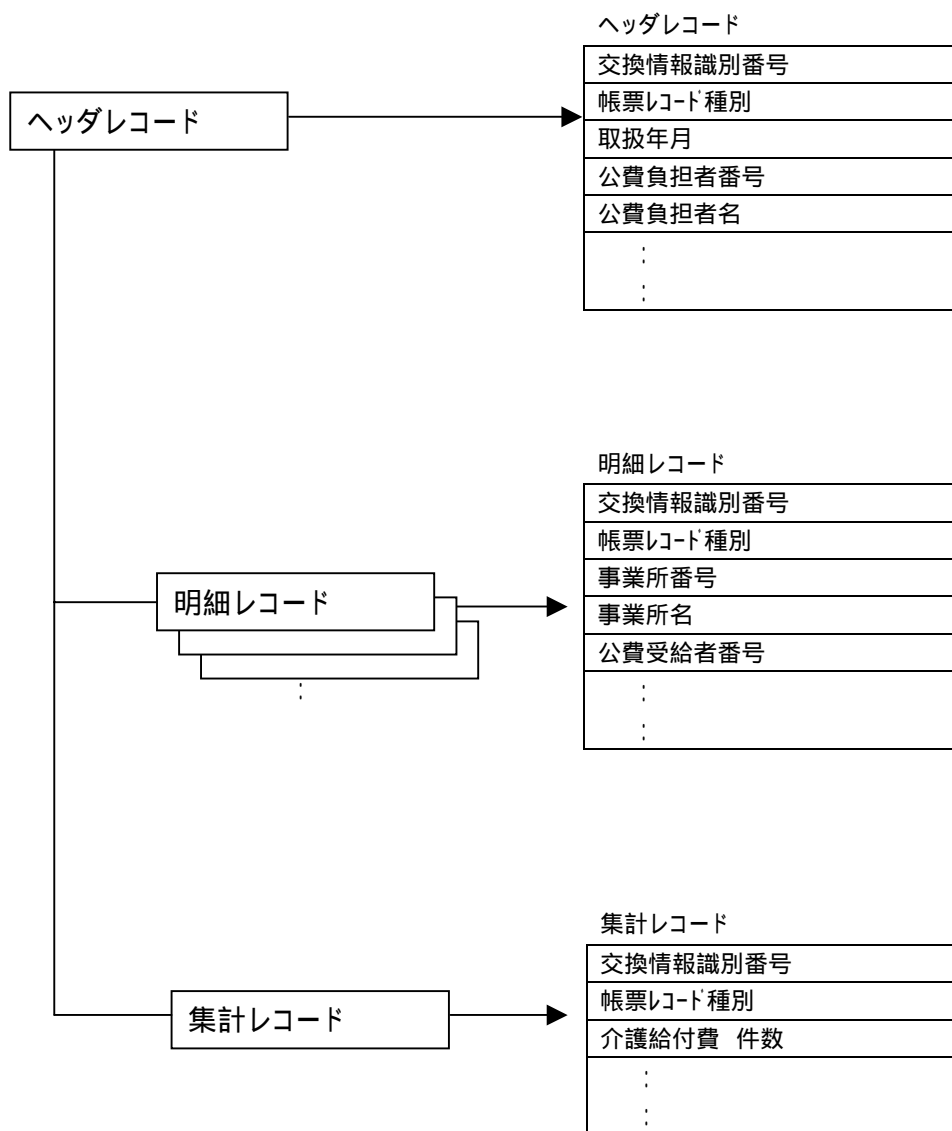 ヘッダレコード
交換情報識別番号
帳票ﾚｺｰﾄﾞ種別
取扱年月
公費負担者番号
公費負担者名
:
:
ヘッダレコード
明細レコード
交換情報識別番号
帳票ﾚｺｰﾄﾞ種別
事業所番号
事業所名
公費受給者番号
:
:
明細レコード
:
集計レコード
交換情報識別番号
帳票ﾚｺｰﾄﾞ種別
介護給付費 件数
:
:
集計レコード